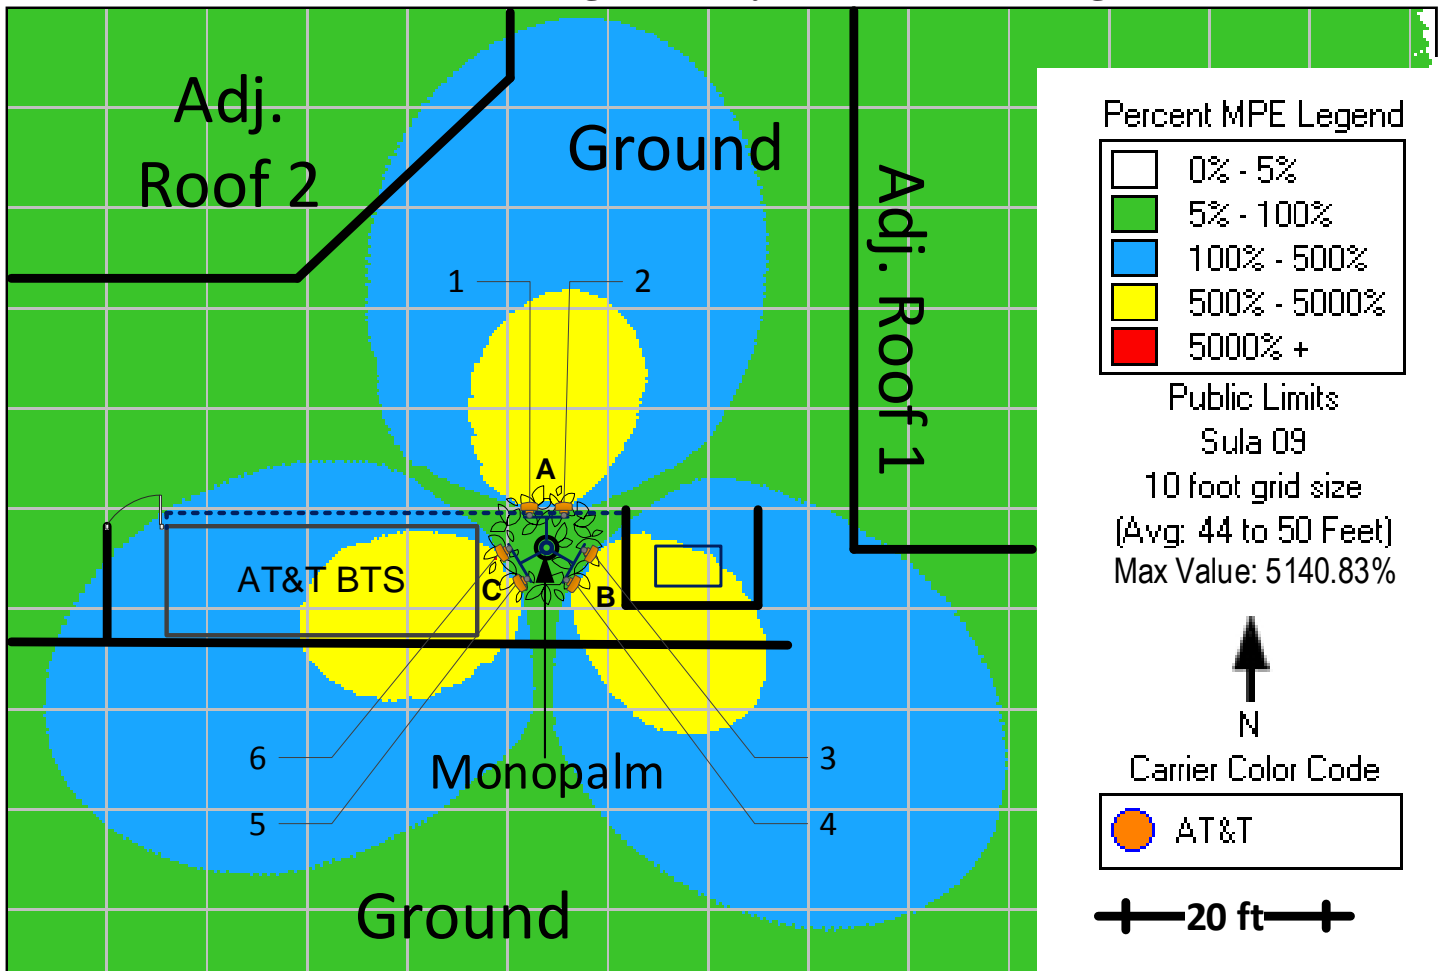 Adj.
Roof 2
Ground
Adj. Roof 1
1
2
A
AT&T BTS
C
B
6
Monopalm
3
5
4
Ground
Percent MPE Legend
0% - 5%
5% - 100%
100% - 500%
500% - 5000%
5000% +
Public Limits
Sula 09
10 foot grid size
(Avg: 44 to 50 Feet)
Max Value: 5140.83%
N
Carrier Color Code
AT&T
20 ft